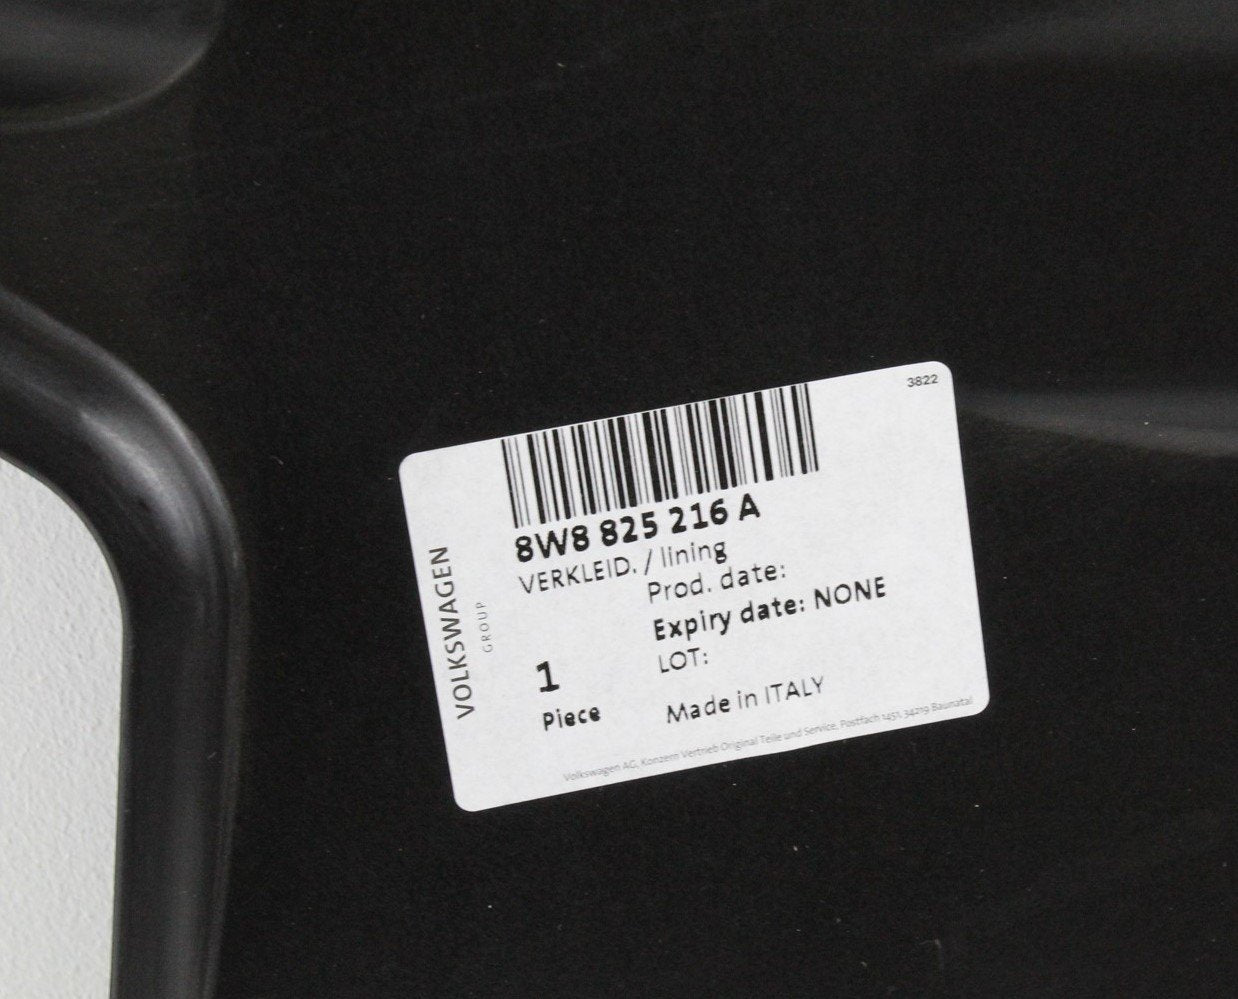 3822
8W8 825 216 A
VERKLEID. / lining
Prod. date:
Expiry date: NONE
LOT:
1
Piece
Made in ITALY
VOLKSWAGEN
GROUP
Volkswagen AG, Konzern Vertrieb Original Teile und Service, Postfach 1451, 34219 Baunatal